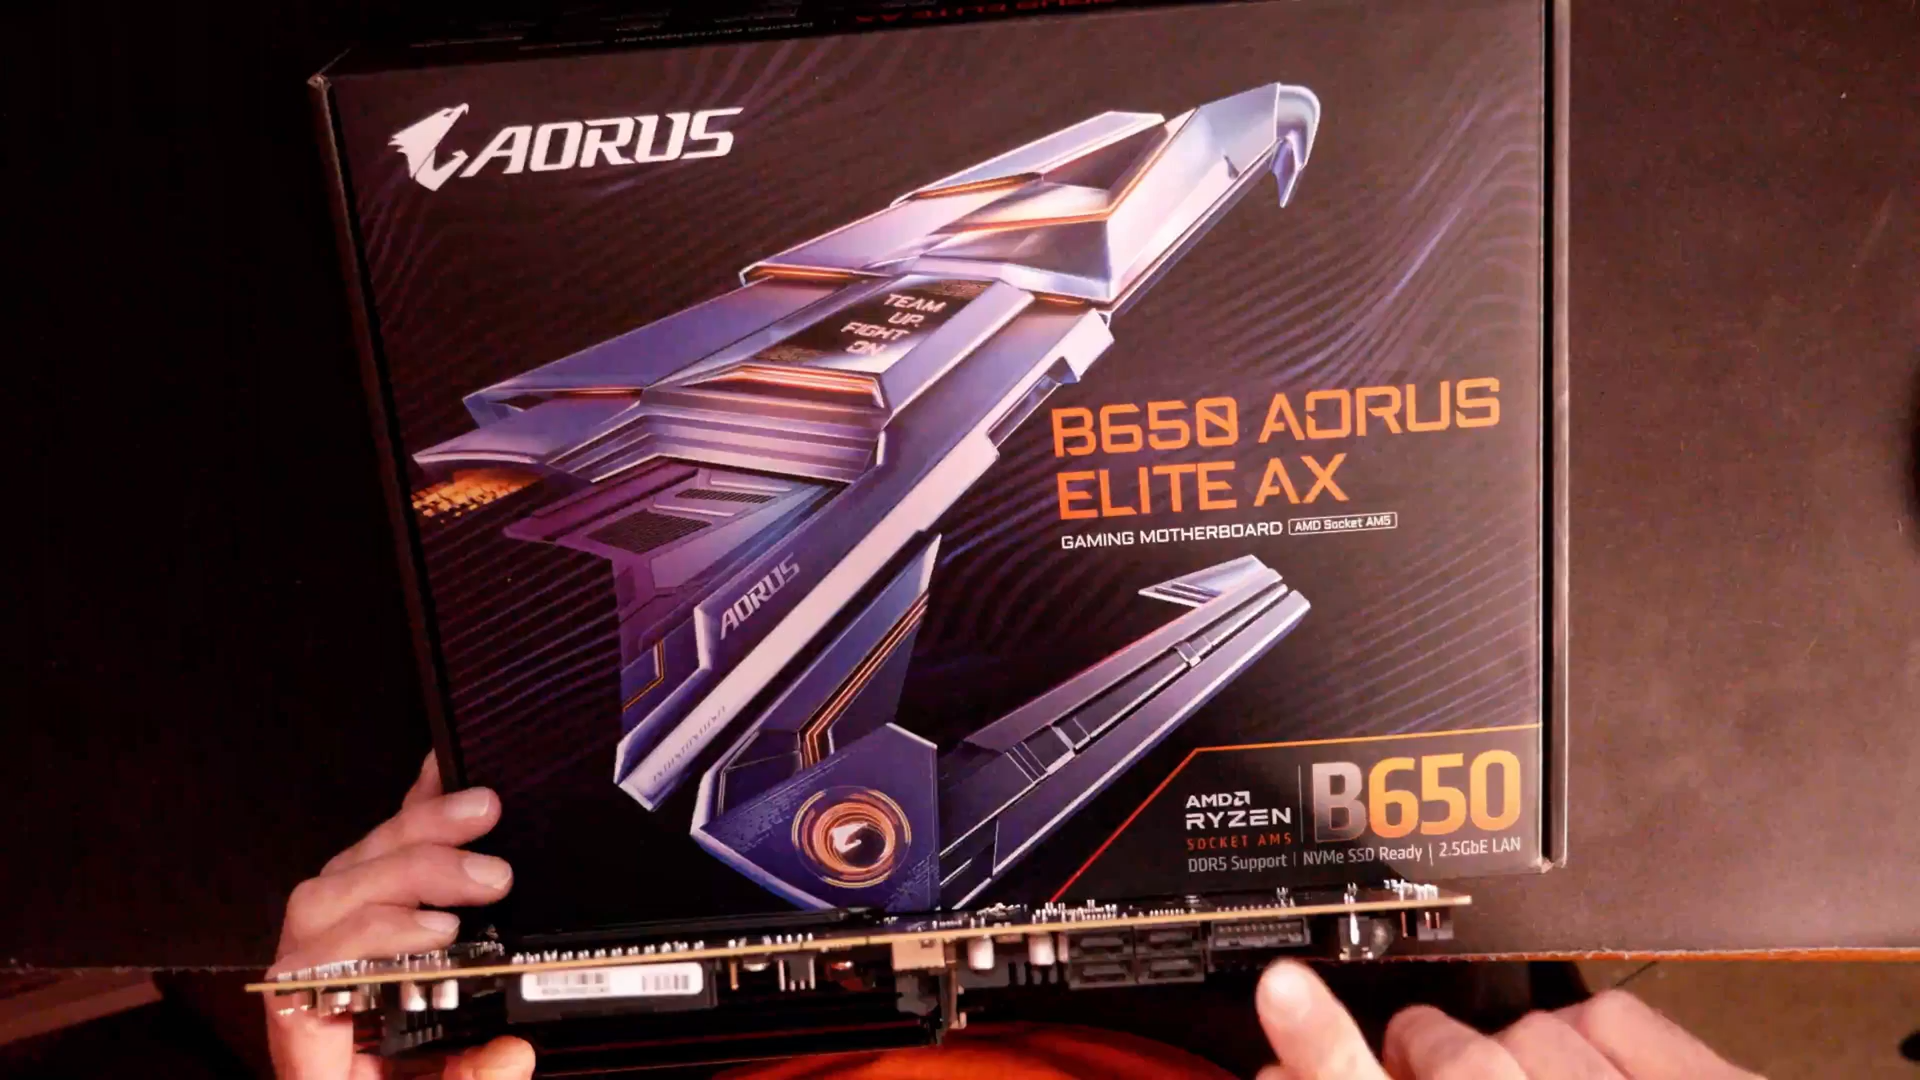 AORUS
TEAM
UP.
FIGHT
ON.
B650 AORUS
ELITE AX
GAMING MOTHERBOARD AMD Socket AM5
AORUS
AMD
RYZEN
SOCKET AM5
B650
DDR5 Support | NVMe SSD Ready | 2.5GbE LAN